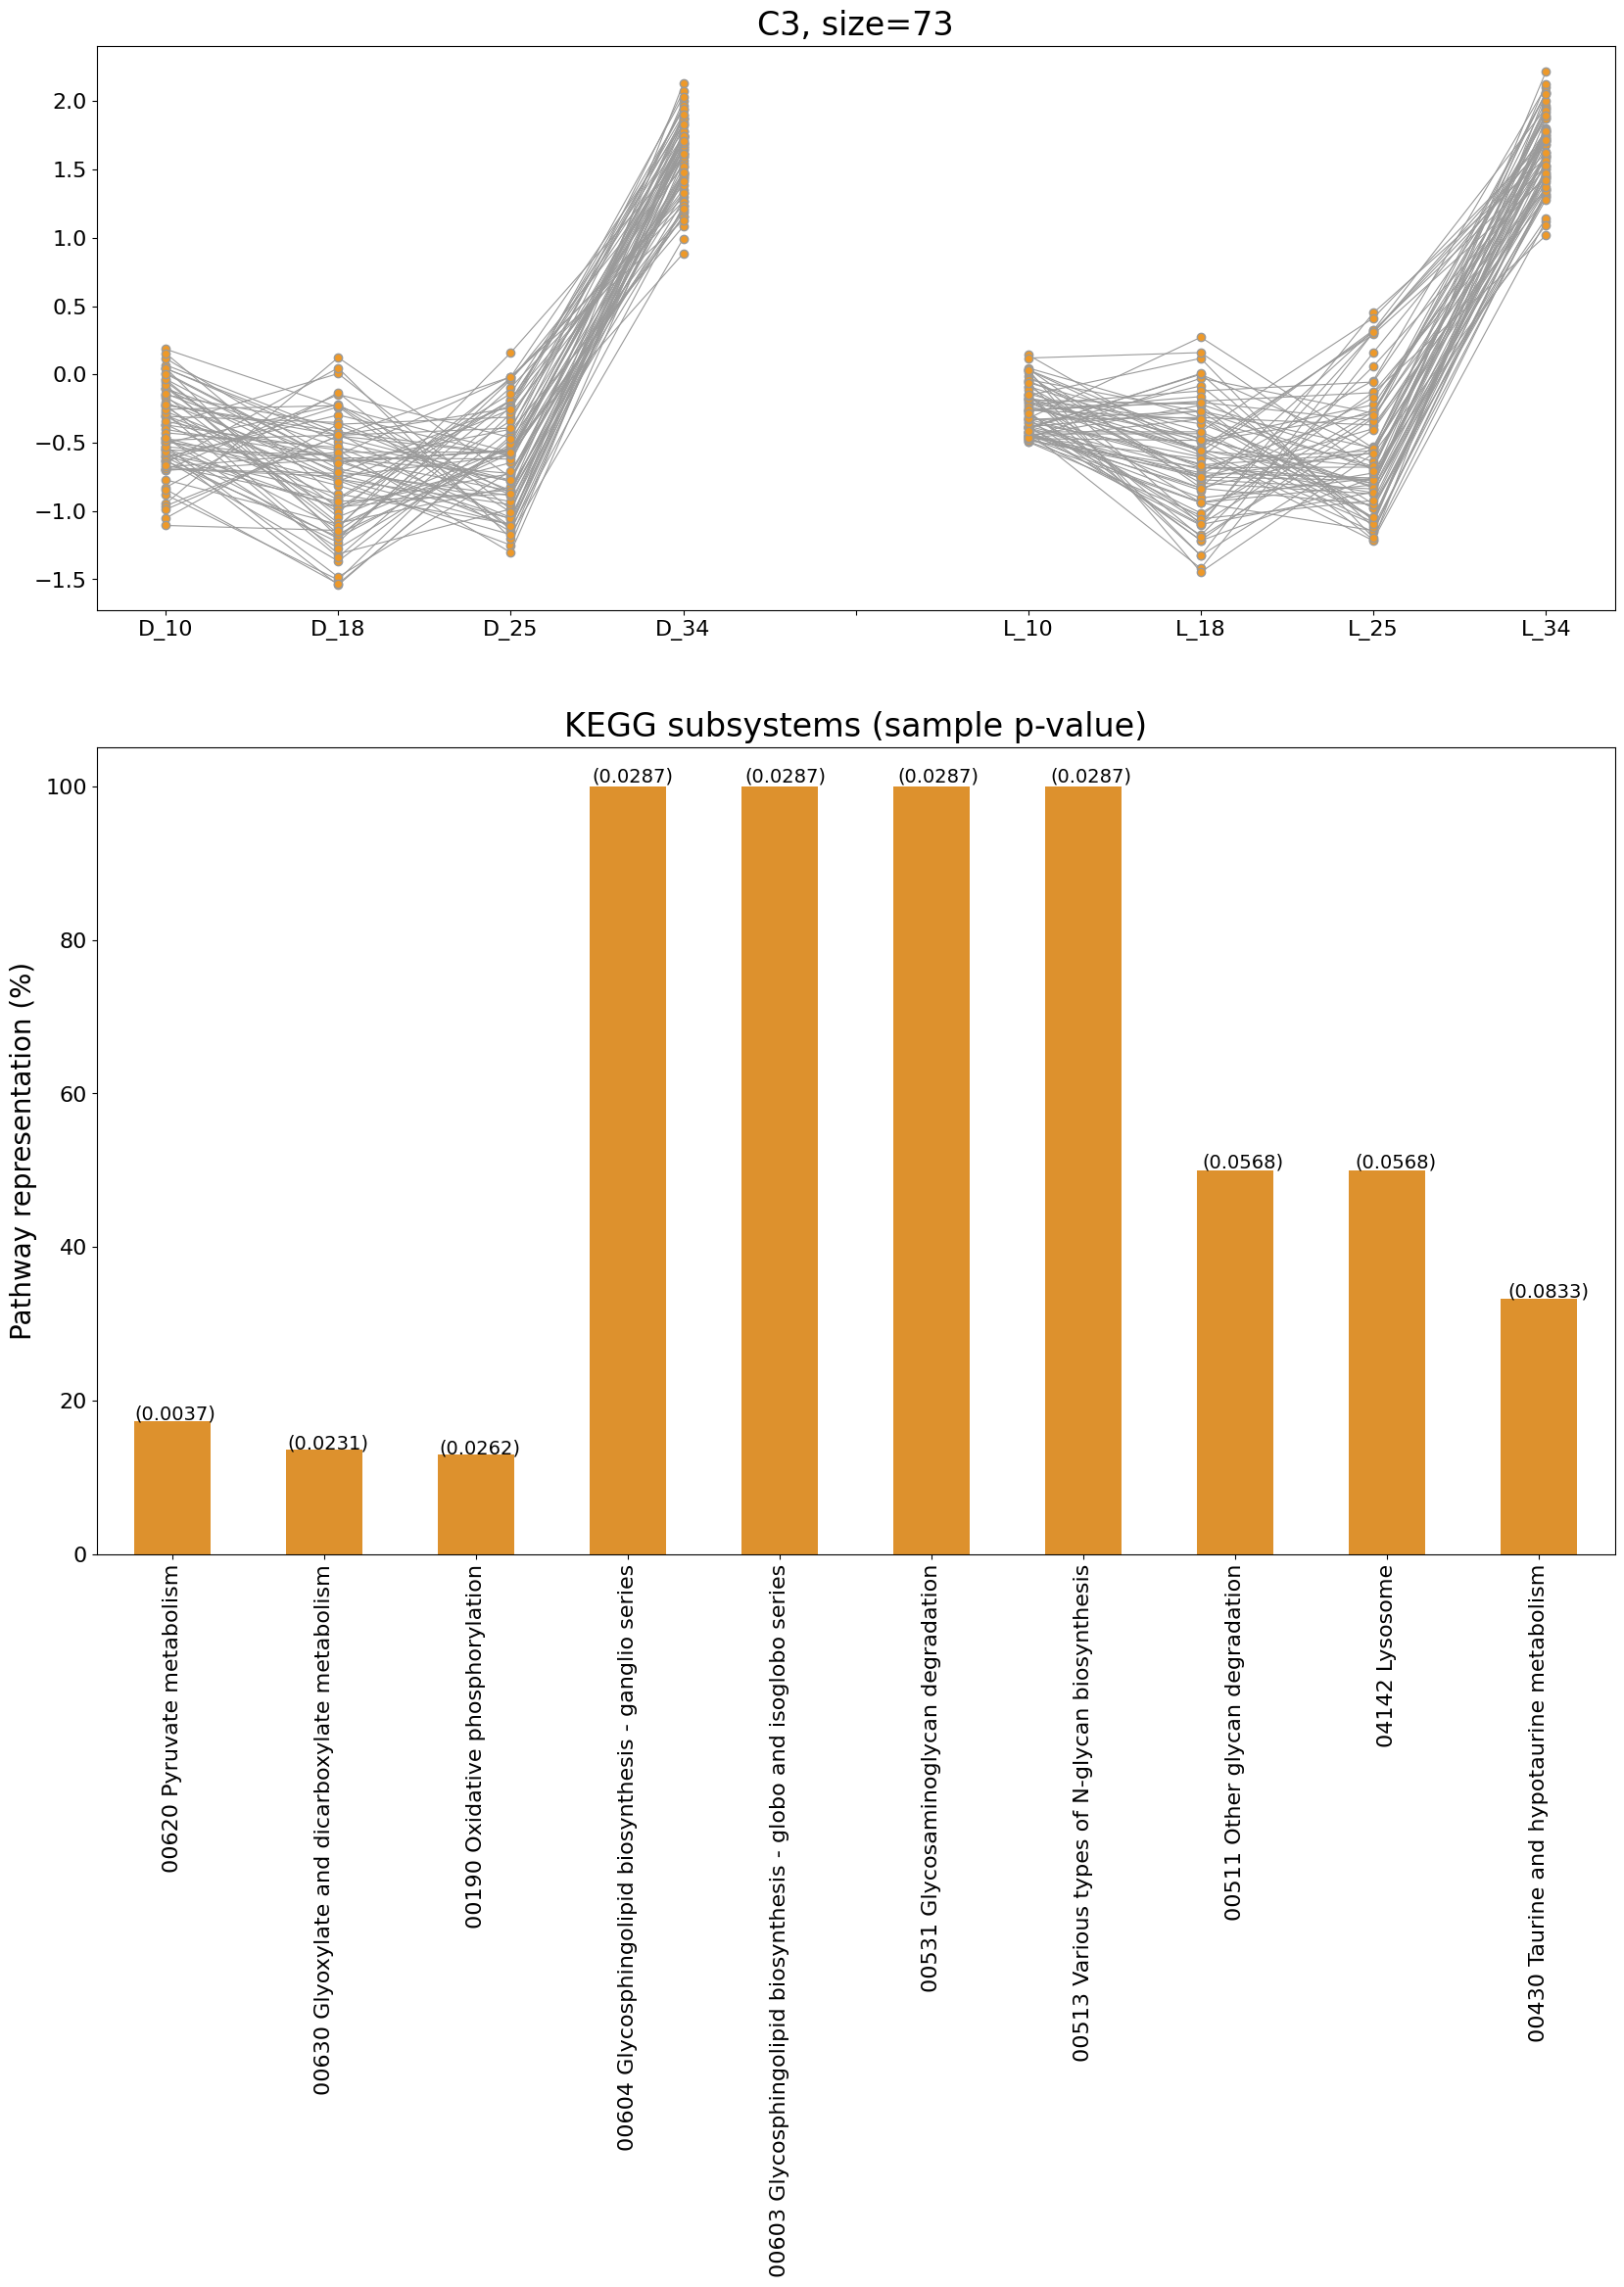 C3, size=73
2.0
1.5
1.0
0.5
0.0
−0.5
−1.0
−1.5
D_10 D_18 D_25 D_34 L_10 L_18 L_25 L_34
KEGG subsystems (sample p-value)
Pathway representation (%)
100
80
60
40
20
0
(0.0037)
(0.0231)
(0.0262)
(0.0287)
(0.0287)
(0.0287)
(0.0287)
(0.0568)
(0.0568)
(0.0833)
00620 Pyruvate metabolism
00630 Glyoxylate and dicarboxylate metabolism
00190 Oxidative phosphorylation
00604 Glycosphingolipid biosynthesis - ganglio series
00603 Glycosphingolipid biosynthesis - globo and isoglobo series
00531 Glycosaminoglycan degradation
00513 Various types of N-glycan biosynthesis
00511 Other glycan degradation
04142 Lysosome
00430 Taurine and hypotaurine metabolism